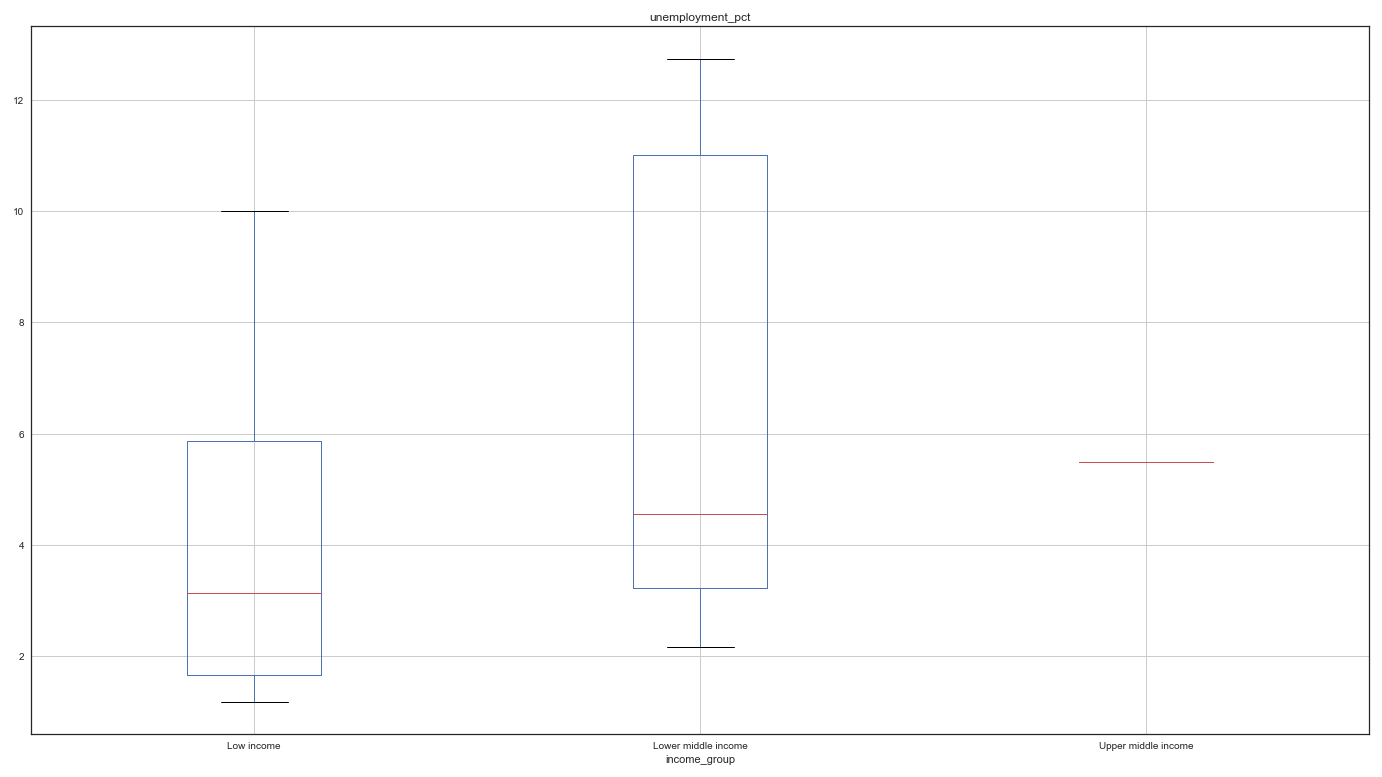 unemployment_pct
12
10
8
6
4
2
Low income
Lower middle income
Upper middle income
income_group